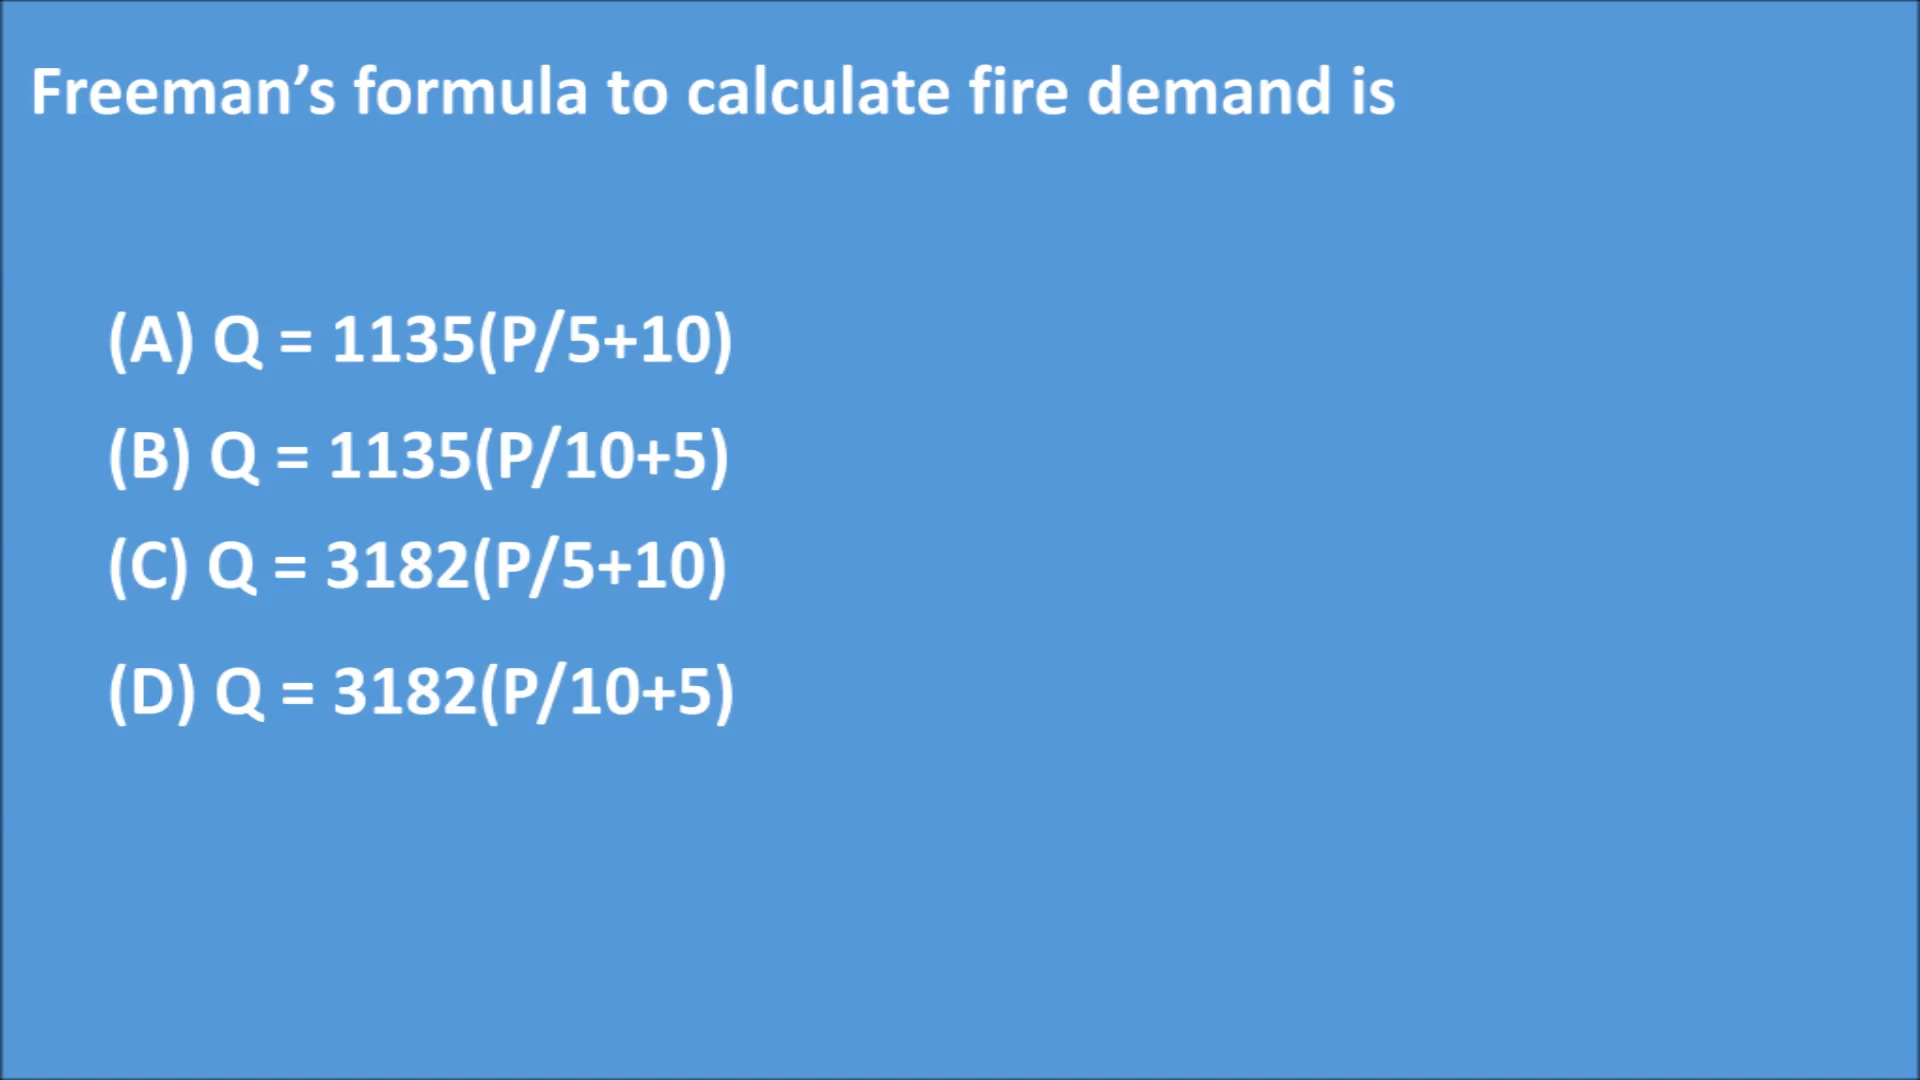 Freeman’s formula to calculate fire demand is
(A) Q = 1135(P/5+10)
(B) Q = 1135(P/10+5)
(C) Q = 3182(P/5+10)
(D) Q = 3182(P/10+5)